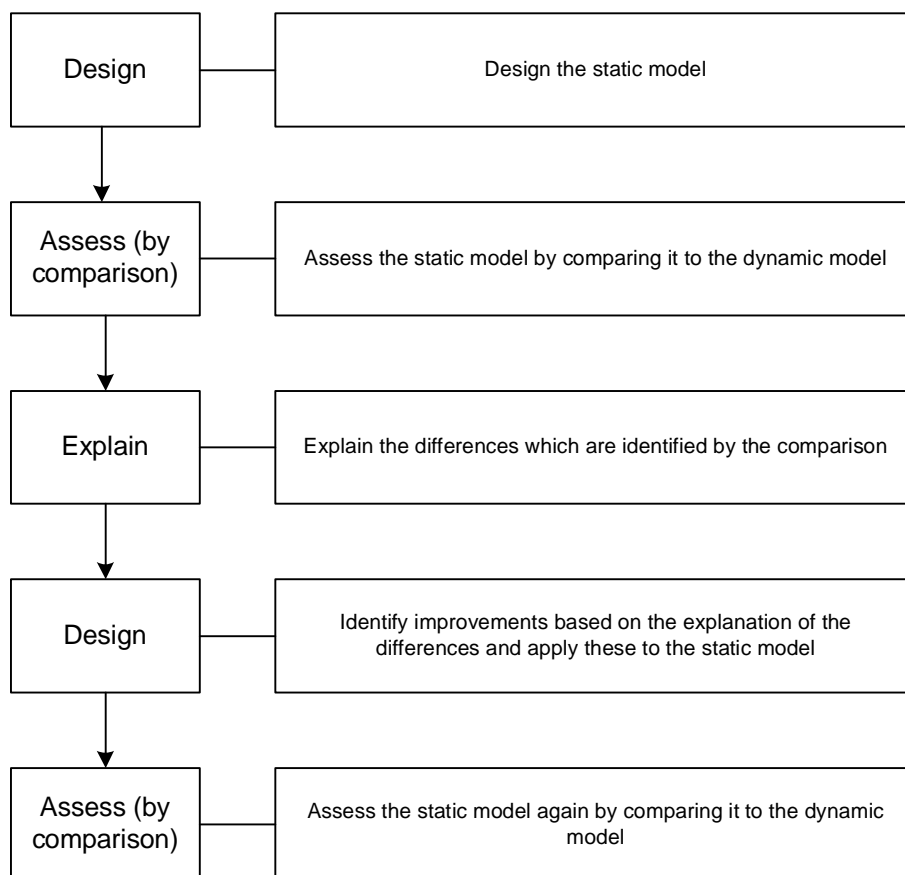 Design
Design the static model
Assess (by
comparison)
Assess the static model by comparing it to the dynamic model
Explain
Explain the differences which are identified by the comparison
Design
Identify improvements based on the explanation of the
differences and apply these to the static model
Assess (by
comparison)
Assess the static model again by comparing it to the dynamic
model